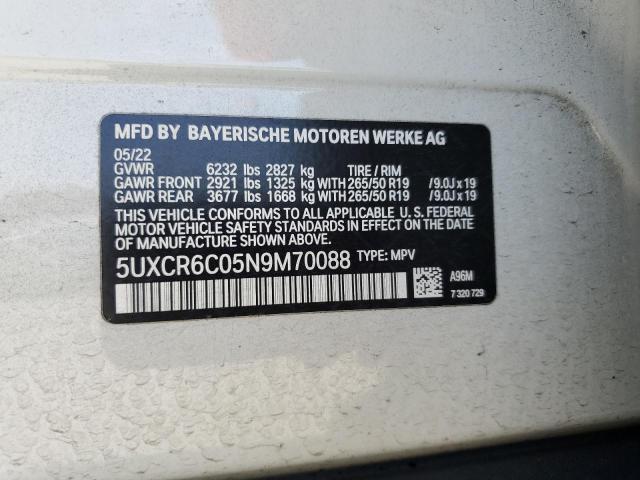 MFD BY BAYERISCHE MOTOREN WERKE AG
05/22
GVWR 6232 lbs 2827 kg TIRE / RIM
GAWR FRONT 2921 lbs 1325 kg WITH 265/50 R19 /9.0J x 19
GAWR REAR 3677 lbs 1668 kg WITH 265/50 R19 /9.0J x 19
THIS VEHICLE CONFORMS TO ALL APPLICABLE U. S. FEDERAL
MOTOR VEHICLE SAFETY STANDARDS IN EFFECT ON THE
DATE OF MANUFACTURE SHOWN ABOVE.
5UXCR6C05N9M70088 TYPE: MPV
A96M
7 320 729